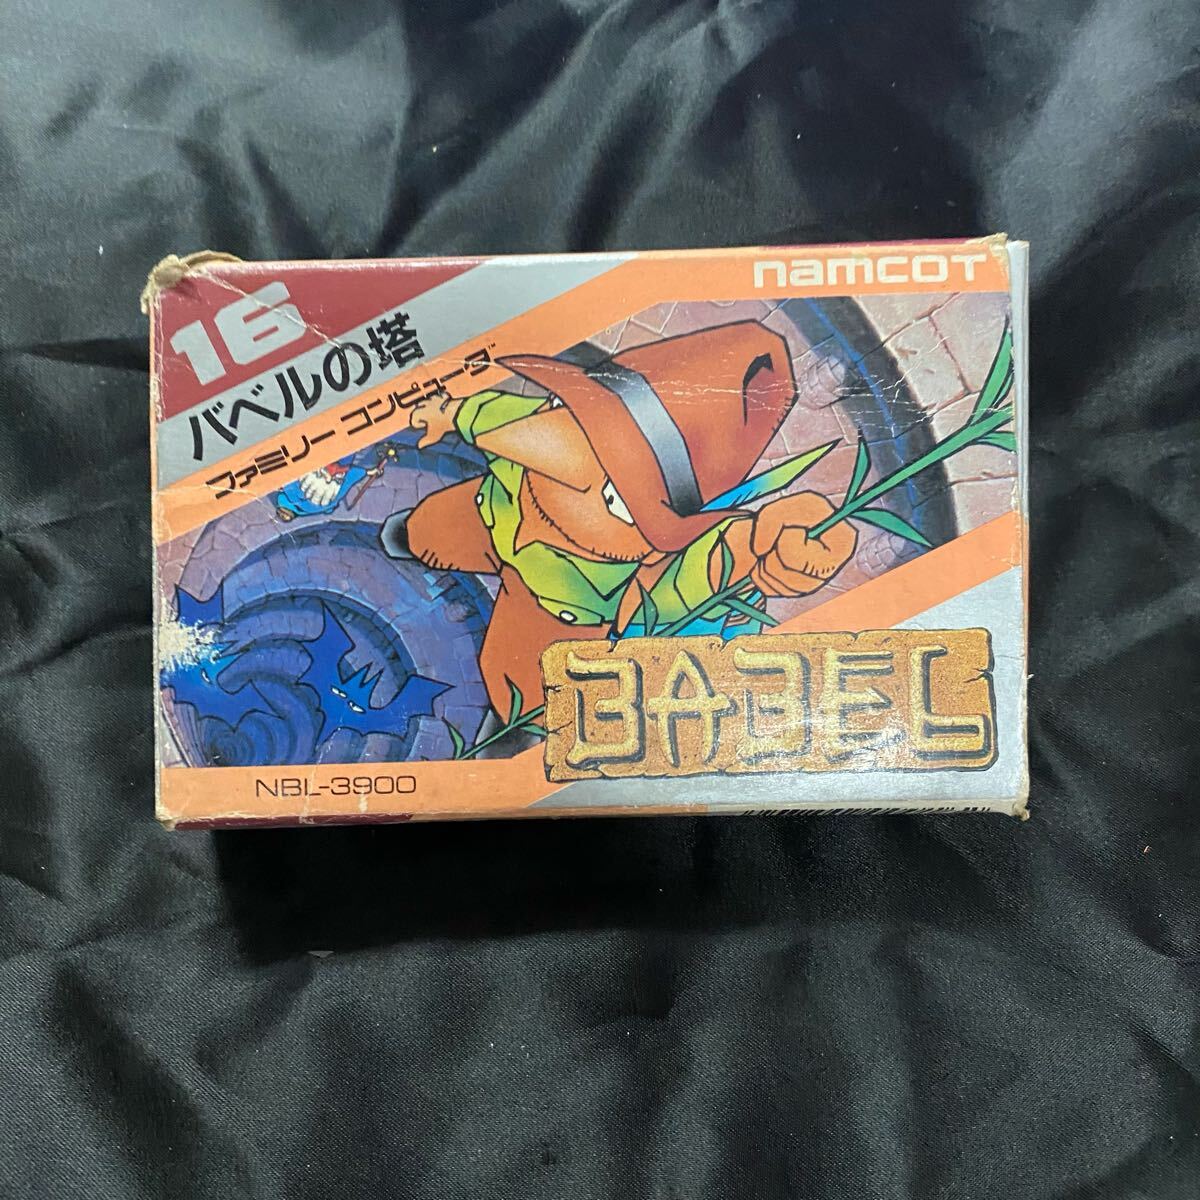 namcot
16
バベルの塔
ファミリー コンピュータ
BABEL
NBL-3900